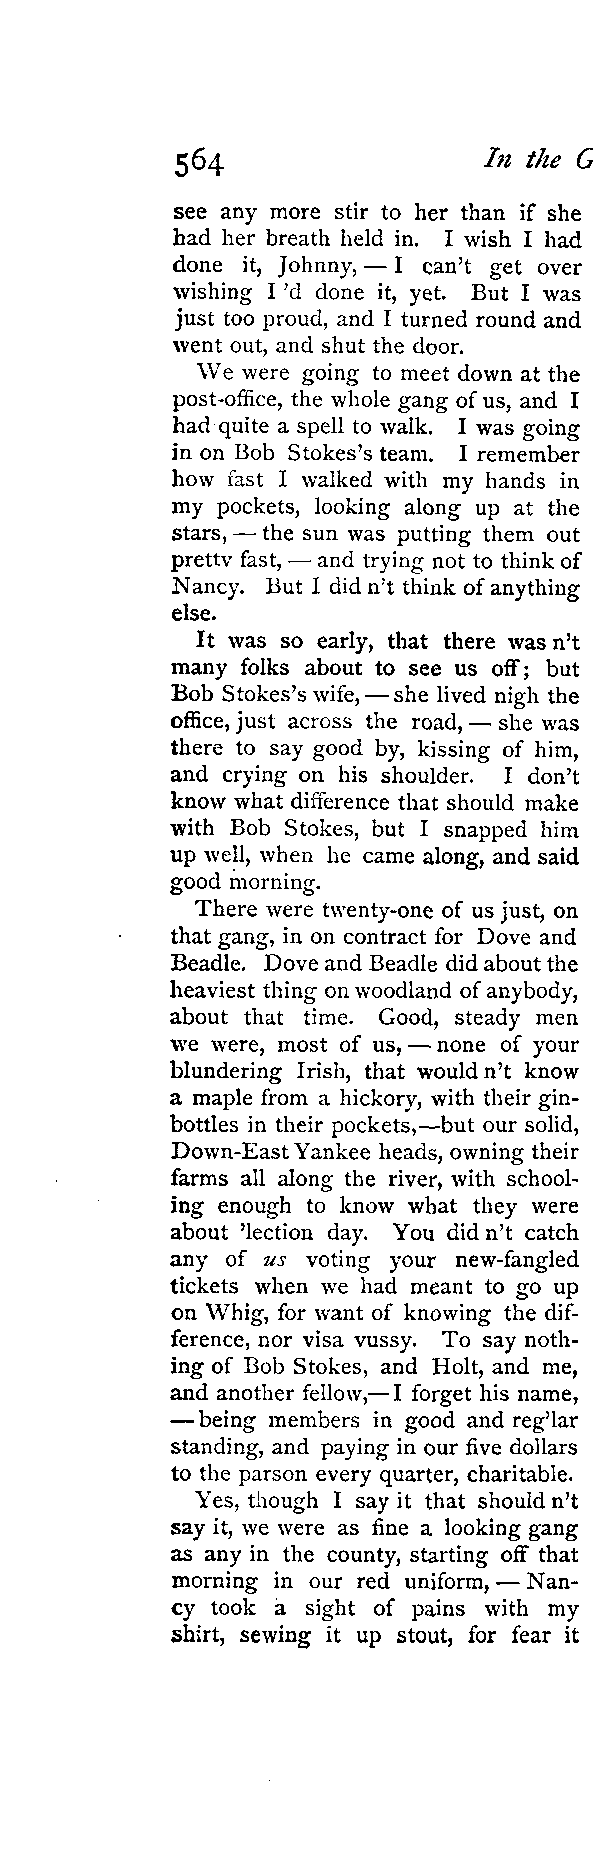 564 In the G
see any more stir to her than if she
had her breath held in. I wish I had
done it, Johnny, — I can't get over
wishing I 'd done it, yet. But I was
just too proud, and I turned round and
went out, and shut the door.
We were going to meet down at the
post-office, the whole gang of us, and I
had quite a spell to walk. I was going
in on Bob Stokes's team. I remember
how fast I walked with my hands in
my pockets, looking along up at the
stars, — the sun was putting them out
pretty fast, — and trying not to think of
Nancy. But I did n't think of anything
else.
It was so early, that there was n't
many folks about to see us off; but
Bob Stokes's wife, — she lived nigh the
office, just across the road, — she was
there to say good by, kissing of him,
and crying on his shoulder. I don't
know what difference that should make
with Bob Stokes, but I snapped him
up well, when he came along, and said
good morning.
There were twenty-one of us just, on
that gang, in on contract for Dove and
Beadle. Dove and Beadle did about the
heaviest thing on woodland of anybody,
about that time. Good, steady men
we were, most of us, — none of your
blundering Irish, that would n't know
a maple from a hickory, with their gin-
bottles in their pockets,—but our solid,
Down-East Yankee heads, owning their
farms all along the river, with school-
ing enough to know what they were
about 'lection day. You did n't catch
any of us voting your new-fangled
tickets when we had meant to go up
on Whig, for want of knowing the dif-
ference, nor visa vussy. To say noth-
ing of Bob Stokes, and Holt, and me,
and another fellow,—I forget his name,
—being members in good and reg'lar
standing, and paying in our five dollars
to the parson every quarter, charitable.
Yes, though I say it that should n't
say it, we were as fine a looking gang
as any in the county, starting off that
morning in our red uniform, — Nan-
cy took a sight of pains with my
shirt, sewing it up stout, for fear it